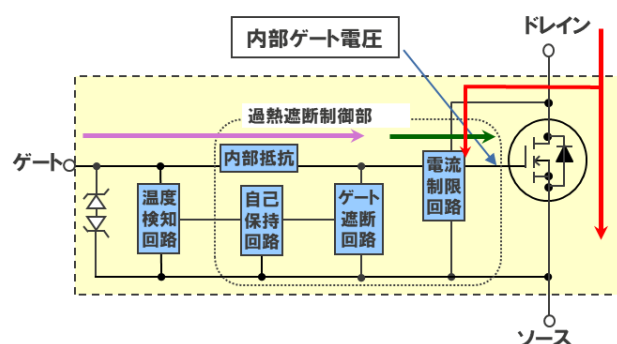 ドレイン
内部ゲート電圧
過熱遮断制御部
ゲート
内部抵抗
温度
検知
回路
自己
保持
回路
ゲート
遮断
回路
電流
制限
回路
ソース